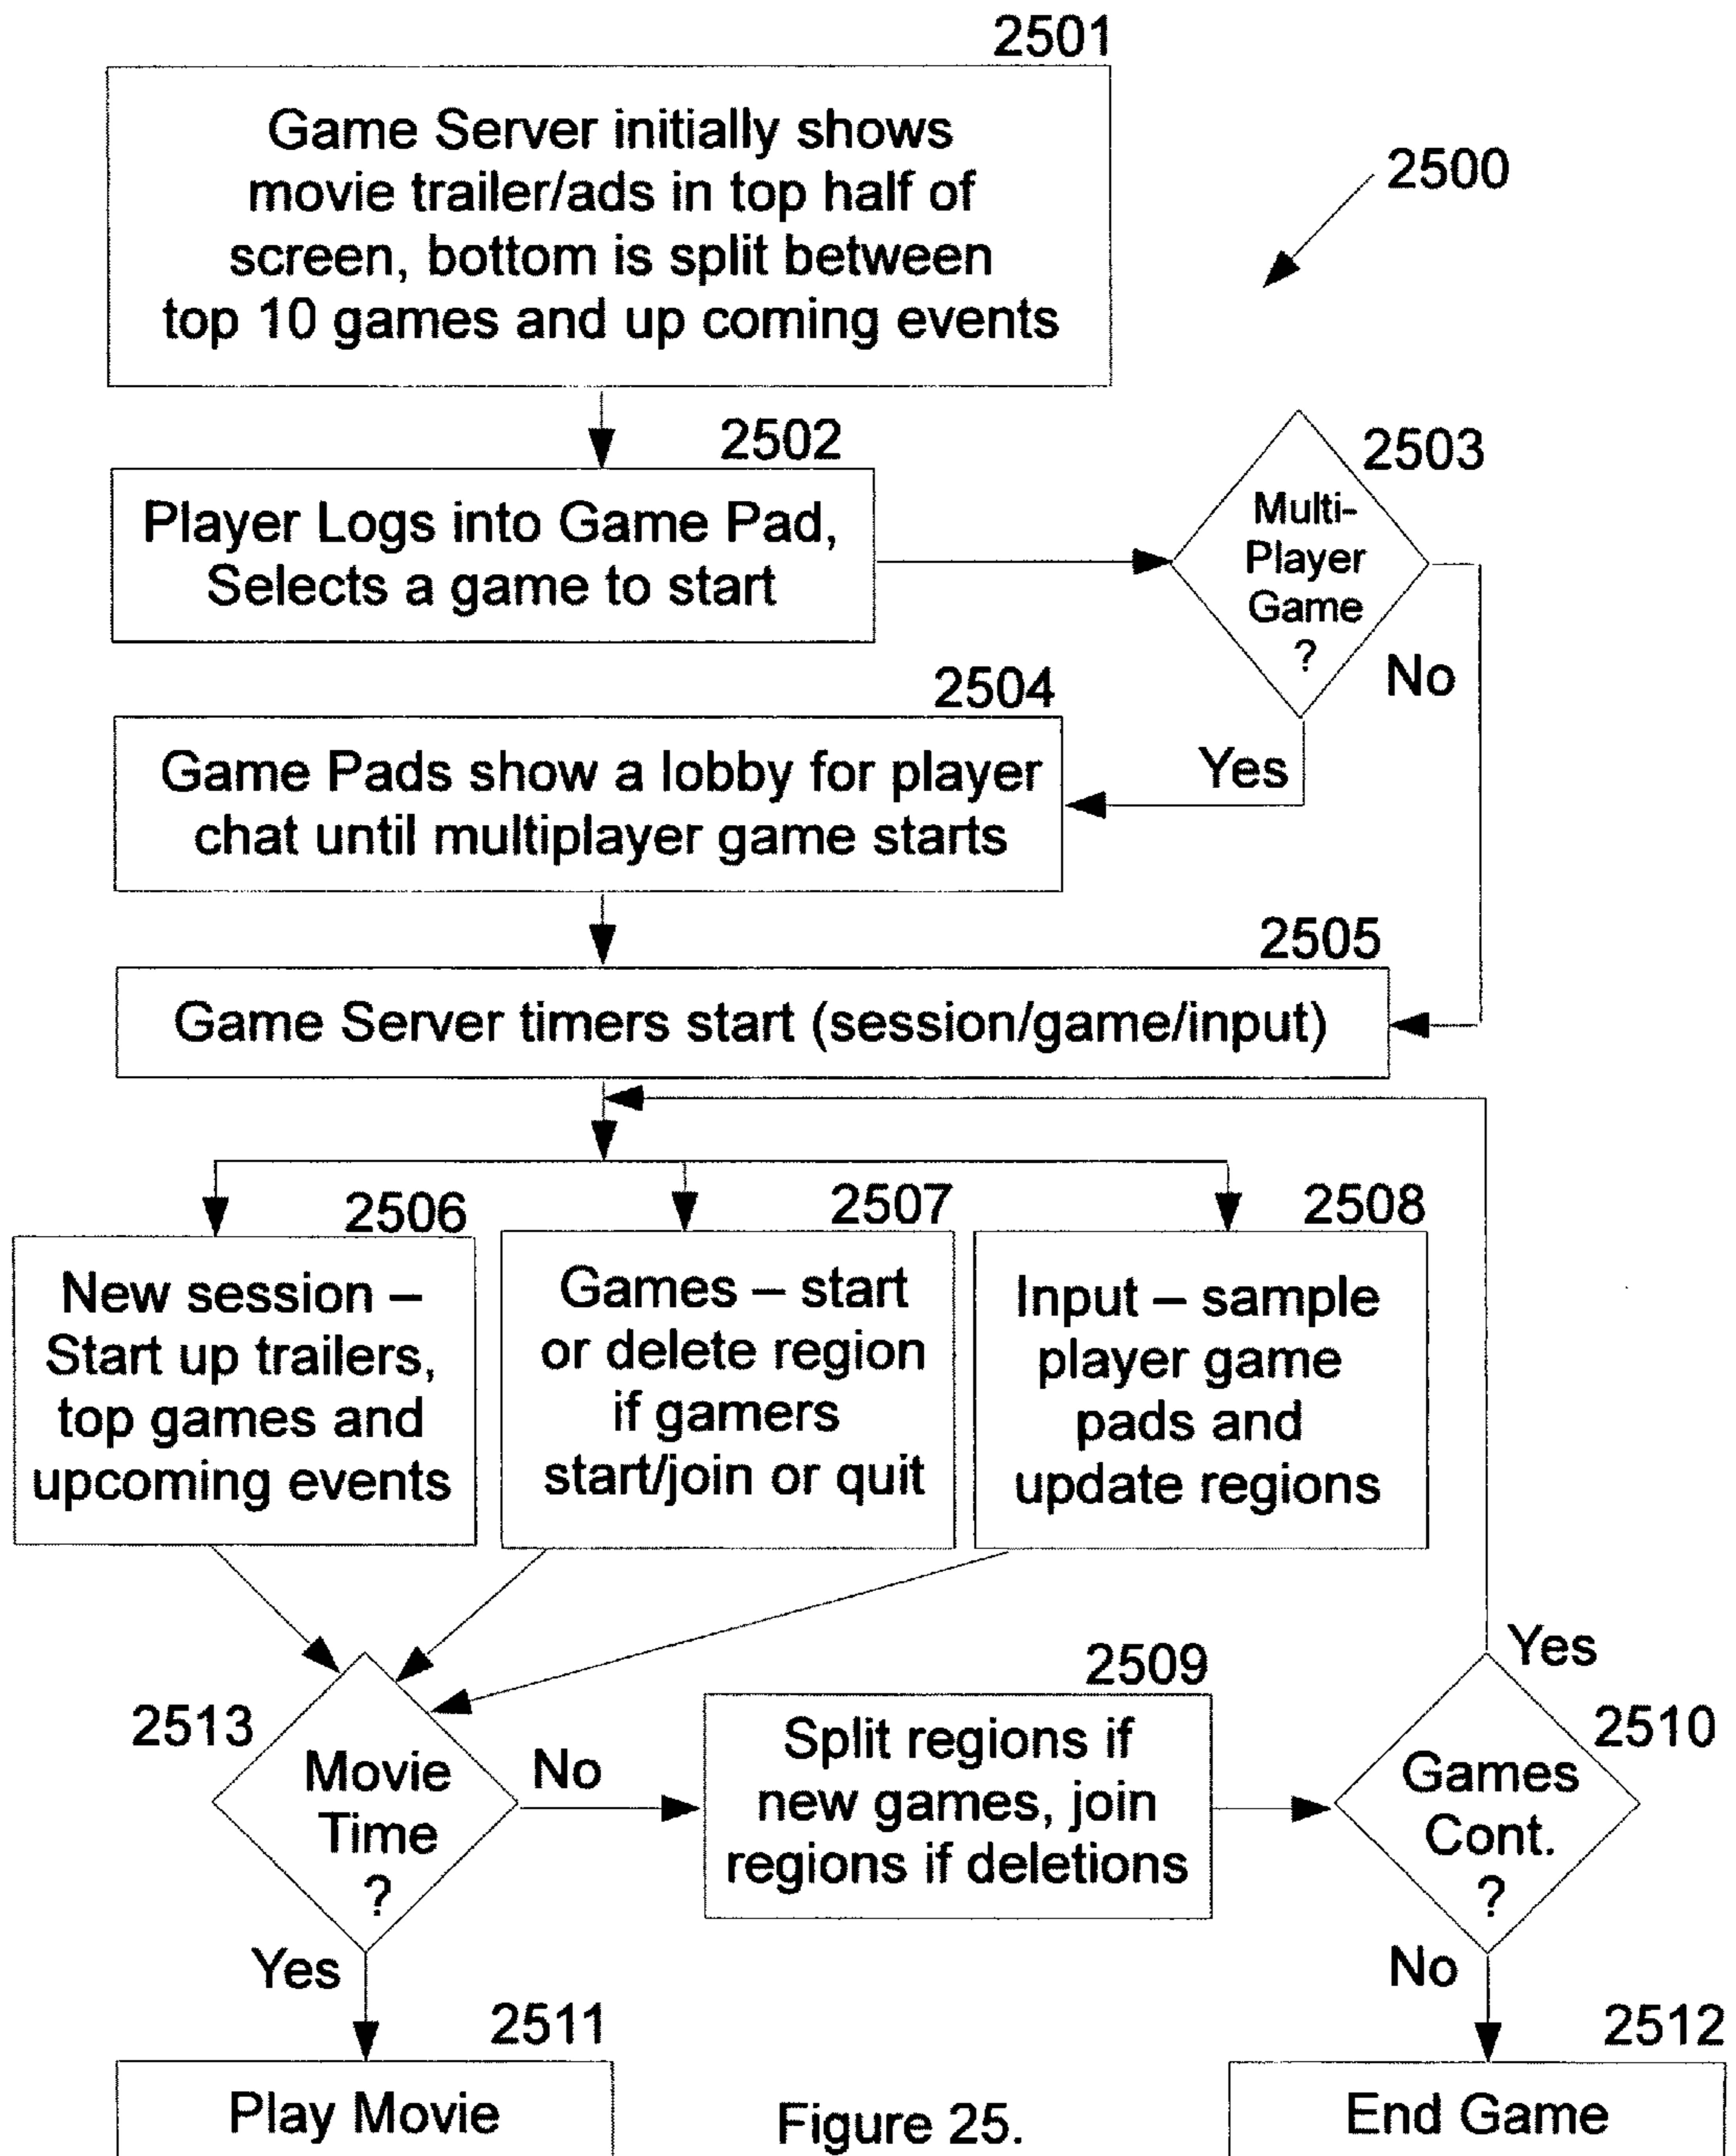 2501
Game Server initially shows
movie trailer/ads in top half of
screen, bottom is split between
top 10 games and up coming events
2500
2502
Player Logs into Game Pad,
Selects a game to start
2503
Multi-
Player
Game
?
No
Yes
2504
Game Pads show a lobby for player
chat until multiplayer game starts
2505
Game Server timers start (session/game/input)
2506
New session –
Start up trailers,
top games and
upcoming events
2507
Games – start
or delete region
if gamers
start/join or quit
2508
Input – sample
player game
pads and
update regions
2513
Movie
Time
?
No
Yes
2509
Split regions if
new games, join
regions if deletions
2510
Games
Cont.
?
Yes
No
2511
Play Movie
2512
End Game
Figure 25.